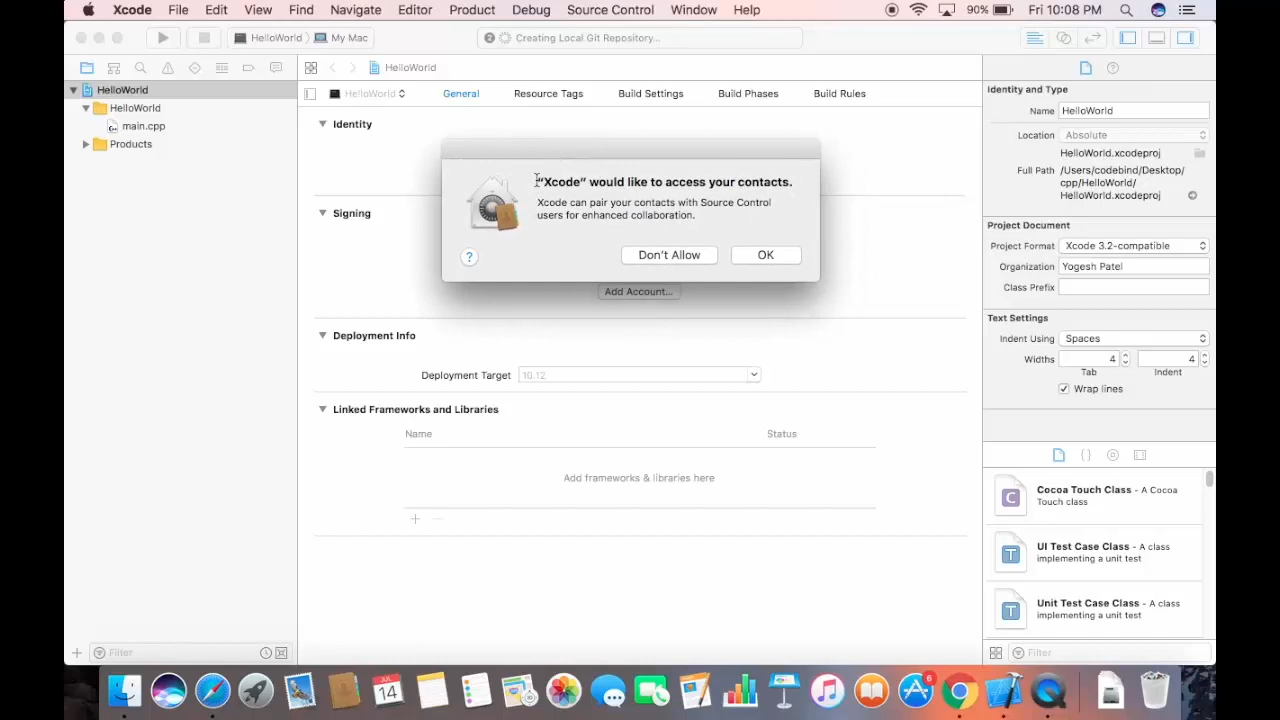 Xcode File Edit View Find Navigate Editor Product Debug Source Control Window Help 90% Fri 10:08 PM
HelloWorld My Mac
Creating Local Git Repository...
HelloWorld
HelloWorld
main.cpp
Products
HelloWorld
HelloWorld General Resource Tags Build Settings Build Phases Build Rules
Identity
Signing
"Xcode" would like to access your contacts.
Xcode can pair your contacts with Source Control
users for enhanced collaboration.
? Don't Allow OK
Add Account...
Deployment Info
Deployment Target 10.12
Linked Frameworks and Libraries
Name Status
Add frameworks & libraries here
Identity and Type
Name HelloWorld
Location Absolute
HelloWorld.xcodeproj
Full Path /Users/codebind/Desktop/
cpp/HelloWorld/
HelloWorld.xcodeproj
Project Document
Project Format Xcode 3.2-compatible
Organization Yogesh Patel
Class Prefix
Text Settings
Indent Using Spaces
Widths 4 4
Tab Indent
Wrap lines
C Cocoa Touch Class - A Cocoa
Touch class
T UI Test Case Class - A class
implementing a unit test
T Unit Test Case Class - A class
implementing a unit test
Filter
Filter
JUL
14
6